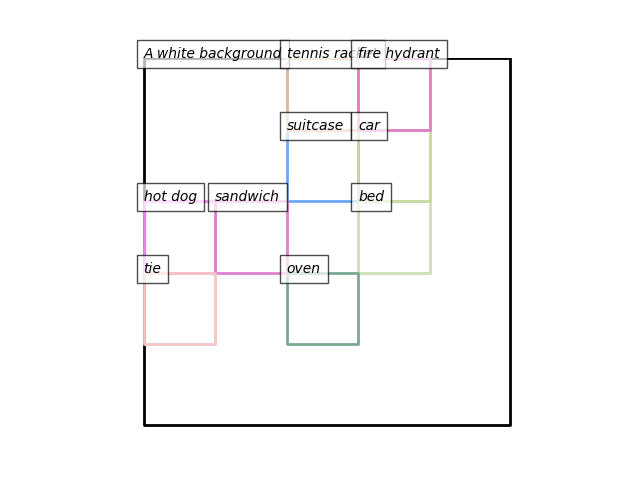 A white background
tennis racket
fire hydrant
suitcase
car
hot dog
sandwich
bed
tie
oven